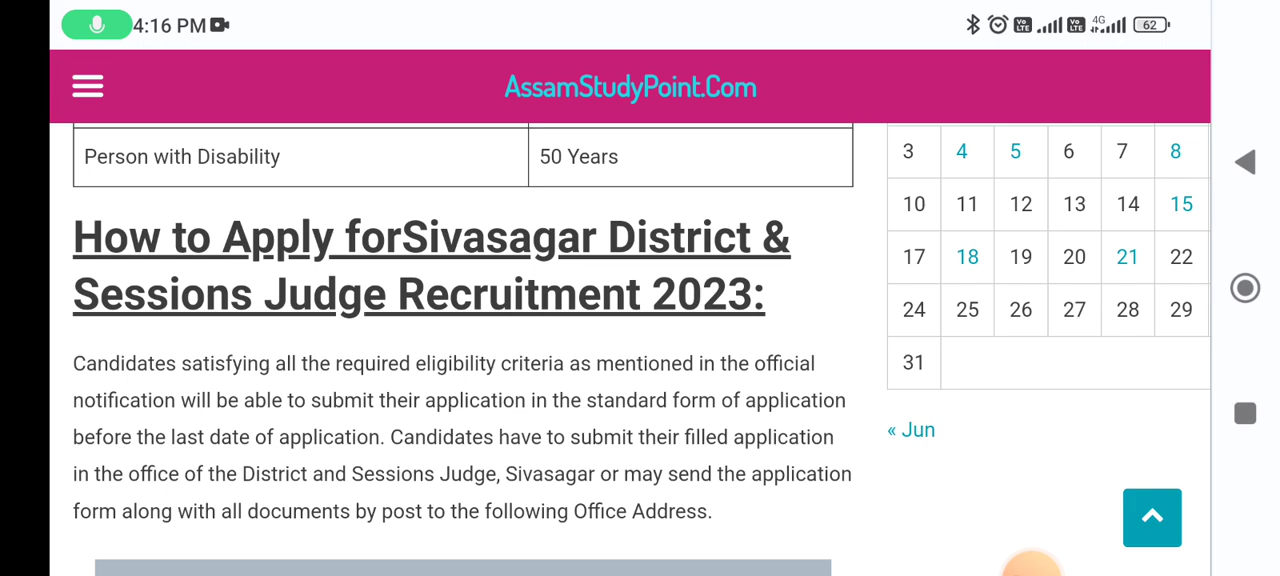 4:16 PM
Vo LTE
Vo LTE
4G
62
AssamStudyPoint.Com
Person with Disability 50 Years
How to Apply forSivasagar District &
Sessions Judge Recruitment 2023:
Candidates satisfying all the required eligibility criteria as mentioned in the official
notification will be able to submit their application in the standard form of application
before the last date of application. Candidates have to submit their filled application
in the office of the District and Sessions Judge, Sivasagar or may send the application
form along with all documents by post to the following Office Address.
3 4 5 6 7 8
10 11 12 13 14 15
17 18 19 20 21 22
24 25 26 27 28 29
31
« Jun